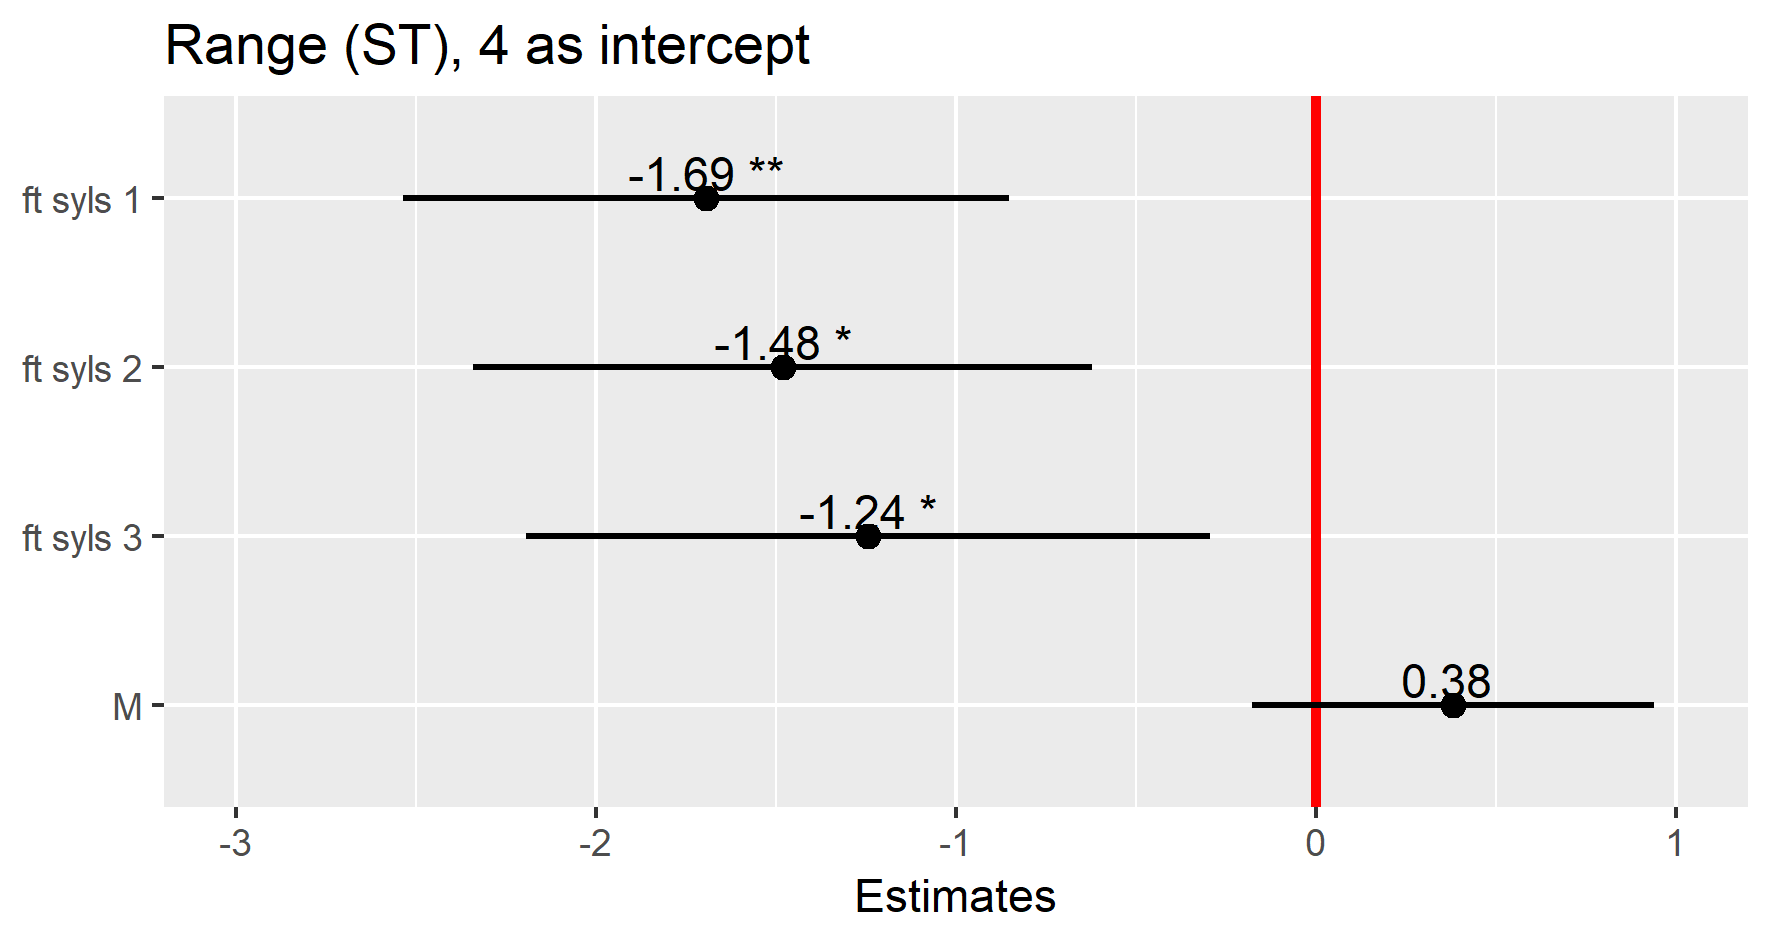 Range (ST), 4 as intercept
ft syls 1
-1.69 **
ft syls 2
-1.48 *
ft syls 3
-1.24 *
M
0.38
-3 -2 -1 0 1
Estimates